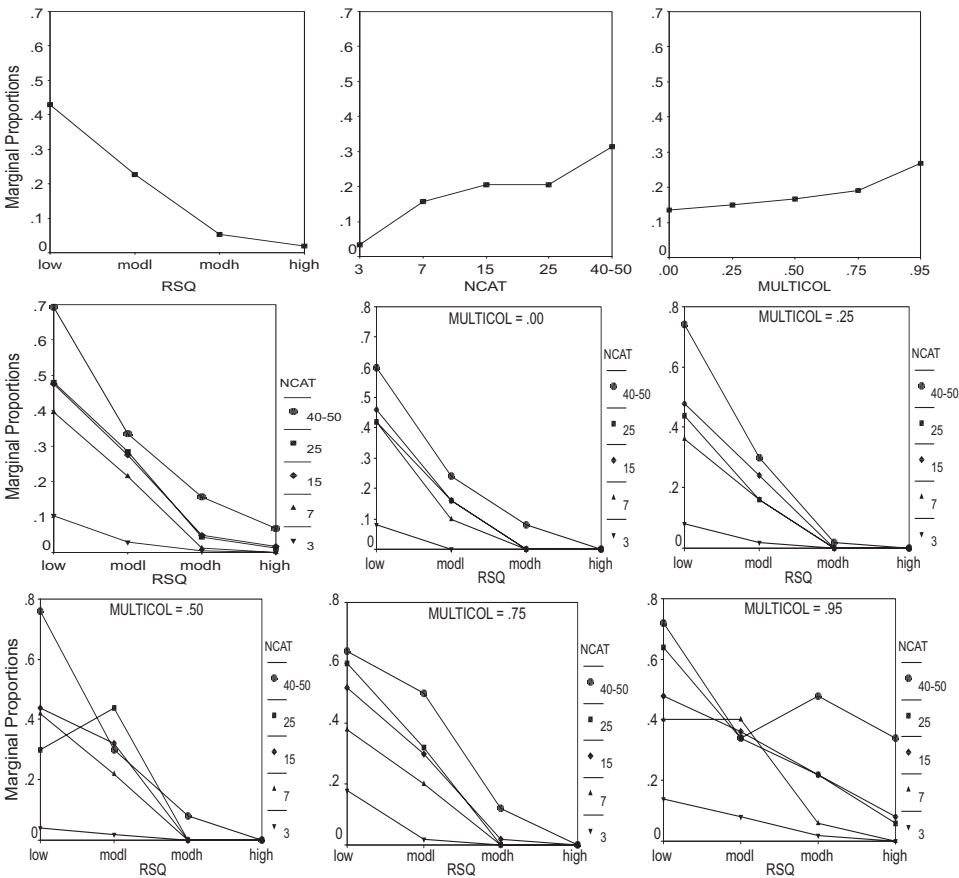 .7
.6
.5
.4
.3
.2
.1
0
Marginal Proportions
low modl modh high
RSQ
.7
.6
.5
.4
.3
.2
.1
0
3 7 15 25 40-50
NCAT
.7
.6
.5
.4
.3
.2
.1
0
.00 .25 .50 .75 .95
MULTICOL
.7
.6
.5
.4
.3
.2
.1
0
Marginal Proportions
low modl modh high
RSQ
NCAT
40-50
25
15
7
3
MULTICOL = .00
.8
.7
.6
.5
.4
.3
.2
.1
0
low modl modh high
RSQ
NCAT
40-50
25
15
7
3
MULTICOL = .25
.8
.6
.4
.2
0
low modl modh high
RSQ
NCAT
40-50
25
15
7
3
MULTICOL = .50
.8
.6
.4
.2
0
Marginal Proportions
low modl modh high
RSQ
NCAT
40-50
25
15
7
3
MULTICOL = .75
.8
.6
.4
.2
0
low modl modh high
RSQ
NCAT
40-50
25
15
7
3
MULTICOL = .95
.8
.6
.4
.2
0
low modl modh high
RSQ
NCAT
40-50
25
15
7
3